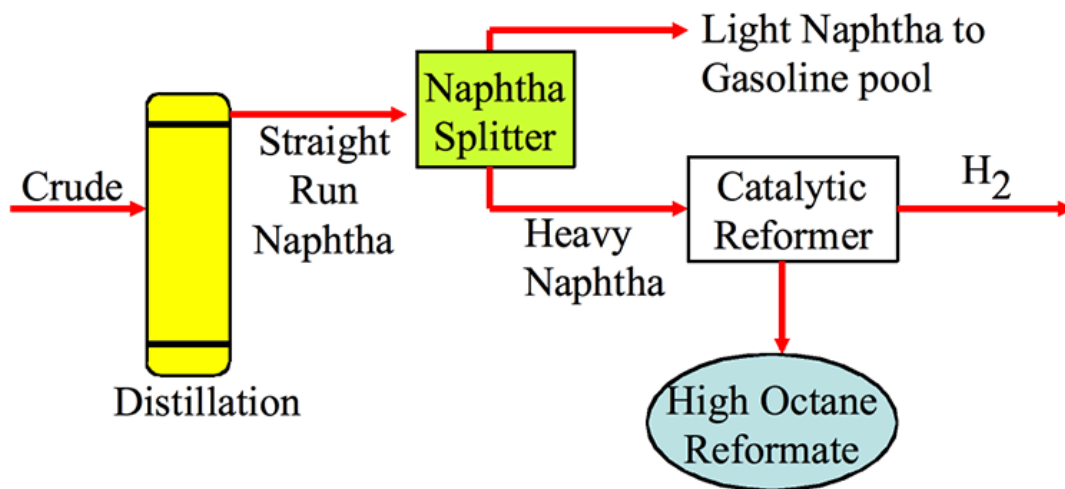 Crude
Distillation
Straight
Run
Naphtha
Naphtha
Splitter
Light Naphtha to
Gasoline pool
Heavy
Naphtha
Catalytic
Reformer
H2
High Octane
Reformate